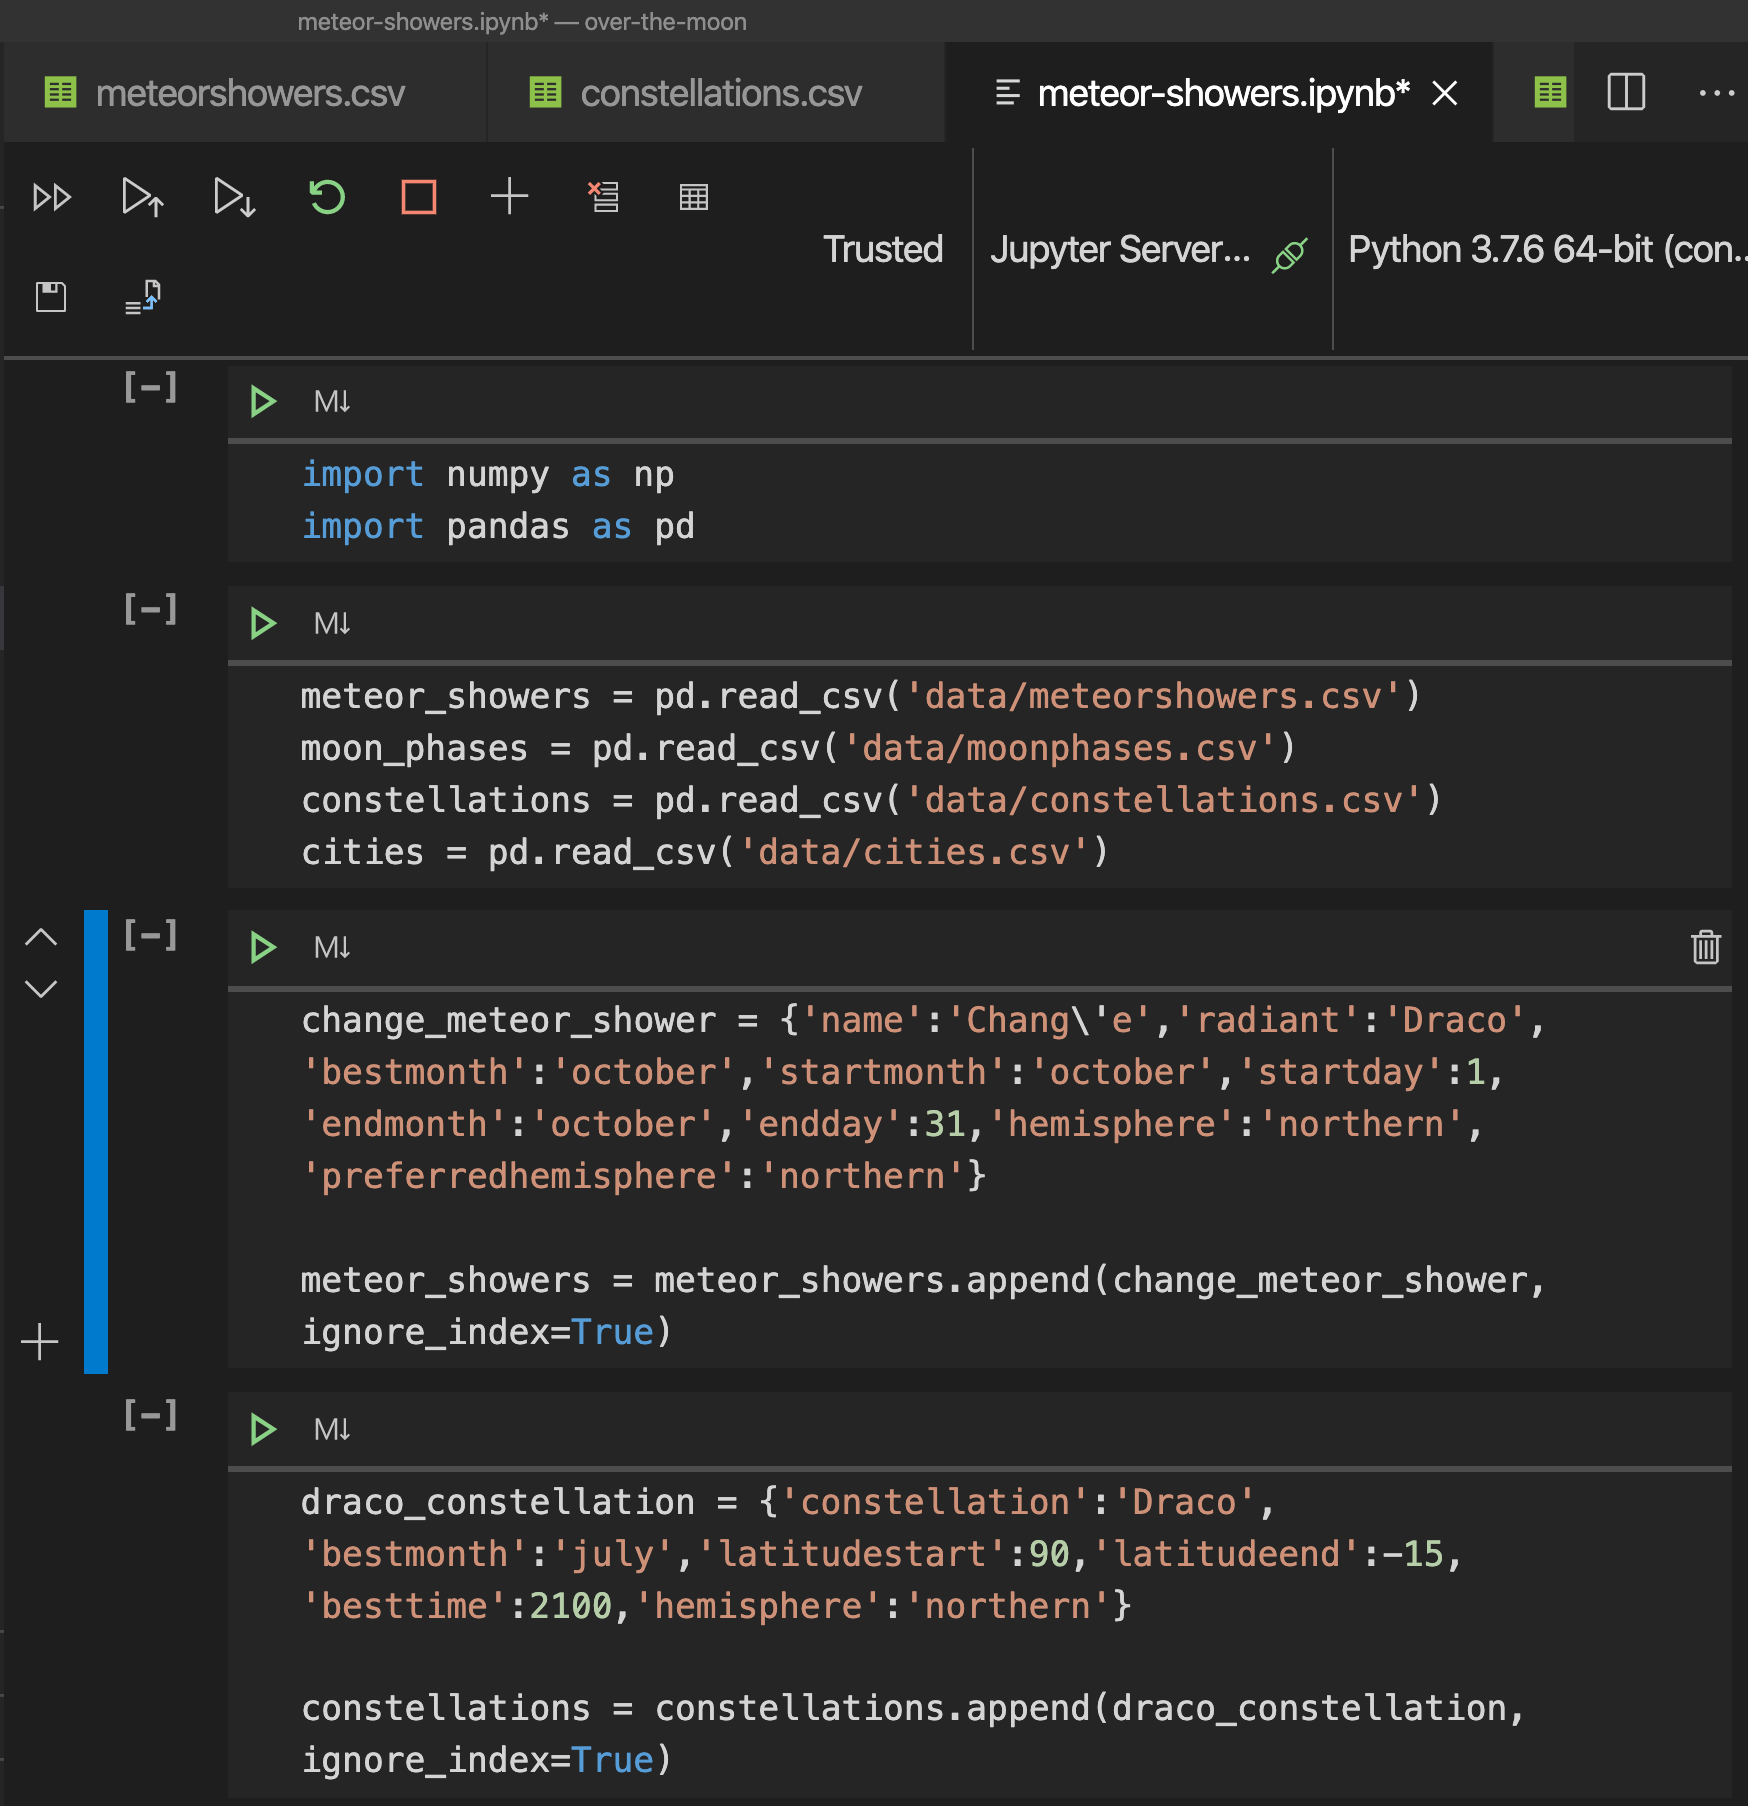 meteor-showers.ipynb* — over-the-moon
meteorshowers.csv
constellations.csv
meteor-showers.ipynb*
Trusted
Jupyter Server...
Python 3.7.6 64-bit (con...
[-]
M↓
import numpy as np
import pandas as pd
[-]
M↓
meteor_showers = pd.read_csv('data/meteorshowers.csv')
moon_phases = pd.read_csv('data/moonphases.csv')
constellations = pd.read_csv('data/constellations.csv')
cities = pd.read_csv('data/cities.csv')
[-]
M↓
change_meteor_shower = {'name':'Chang\'e','radiant':'Draco',
'bestmonth':'october','startmonth':'october','startday':1,
'endmonth':'october','endday':31,'hemisphere':'northern',
'preferredhemisphere':'northern'}
meteor_showers = meteor_showers.append(change_meteor_shower,
ignore_index=True)
[-]
M↓
draco_constellation = {'constellation':'Draco',
'bestmonth':'july','latitudestart':90,'latitudeend':-15,
'besttime':2100,'hemisphere':'northern'}
constellations = constellations.append(draco_constellation,
ignore_index=True)